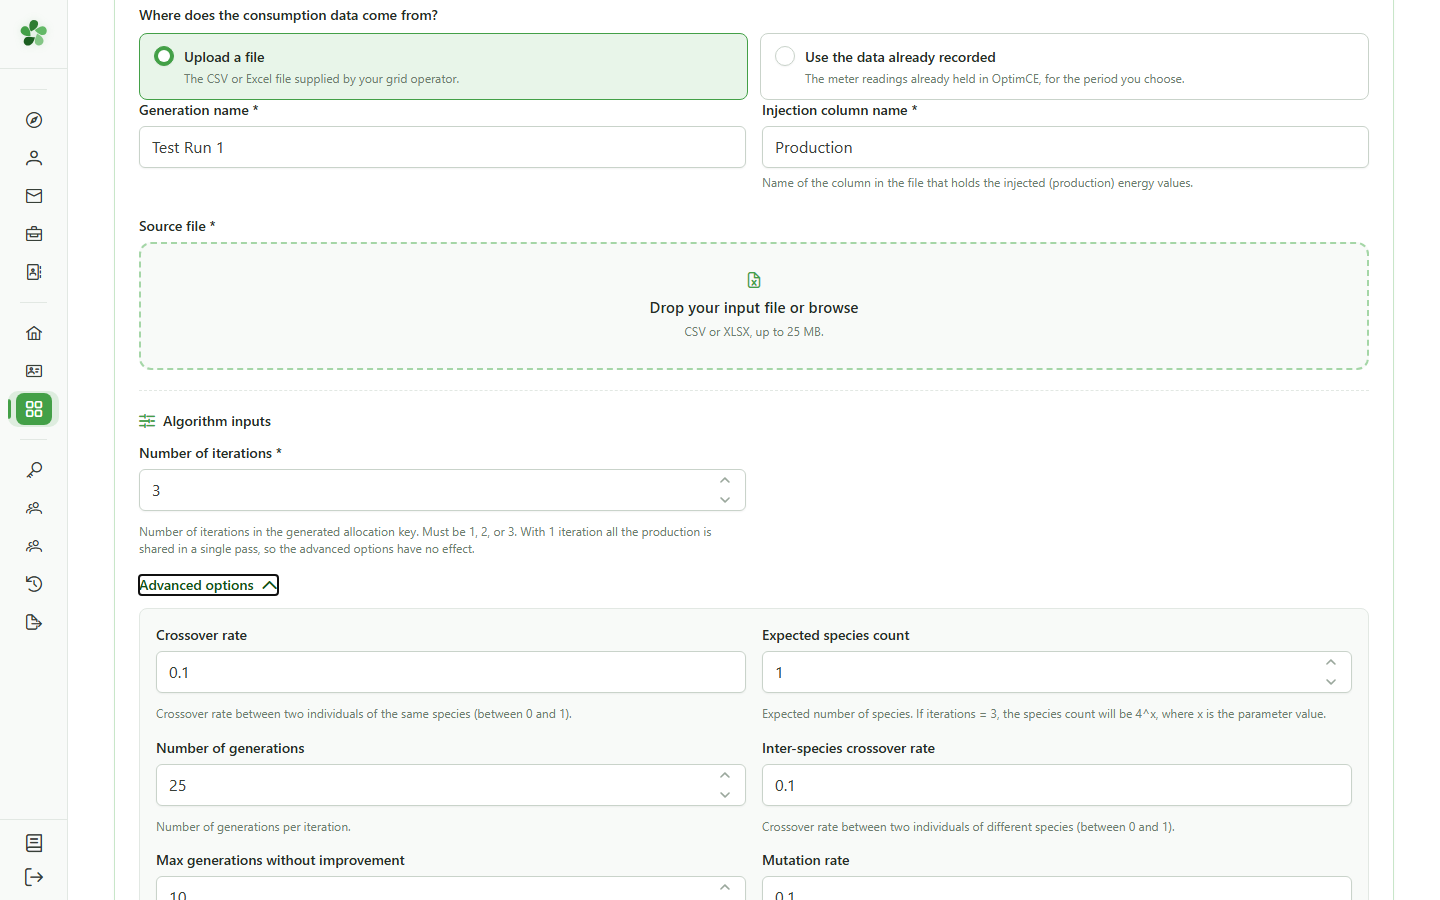 Where does the consumption data come from?
Upload a file
The CSV or Excel file supplied by your grid operator.
Use the data already recorded
The meter readings already held in OptimCE, for the period you choose.
Generation name *
Test Run 1
Injection column name *
Production
Name of the column in the file that holds the injected (production) energy values.
Source file *
Drop your input file or browse
CSV or XLSX, up to 25 MB.
Algorithm inputs
Number of iterations *
3
Number of iterations in the generated allocation key. Must be 1, 2, or 3. With 1 iteration all the production is
shared in a single pass, so the advanced options have no effect.
Advanced options
Crossover rate
0.1
Crossover rate between two individuals of the same species (between 0 and 1).
Expected species count
1
Expected number of species. If iterations = 3, the species count will be 4^x, where x is the parameter value.
Number of generations
25
Number of generations per iteration.
Inter-species crossover rate
0.1
Crossover rate between two individuals of different species (between 0 and 1).
Max generations without improvement
10
Mutation rate
0.1